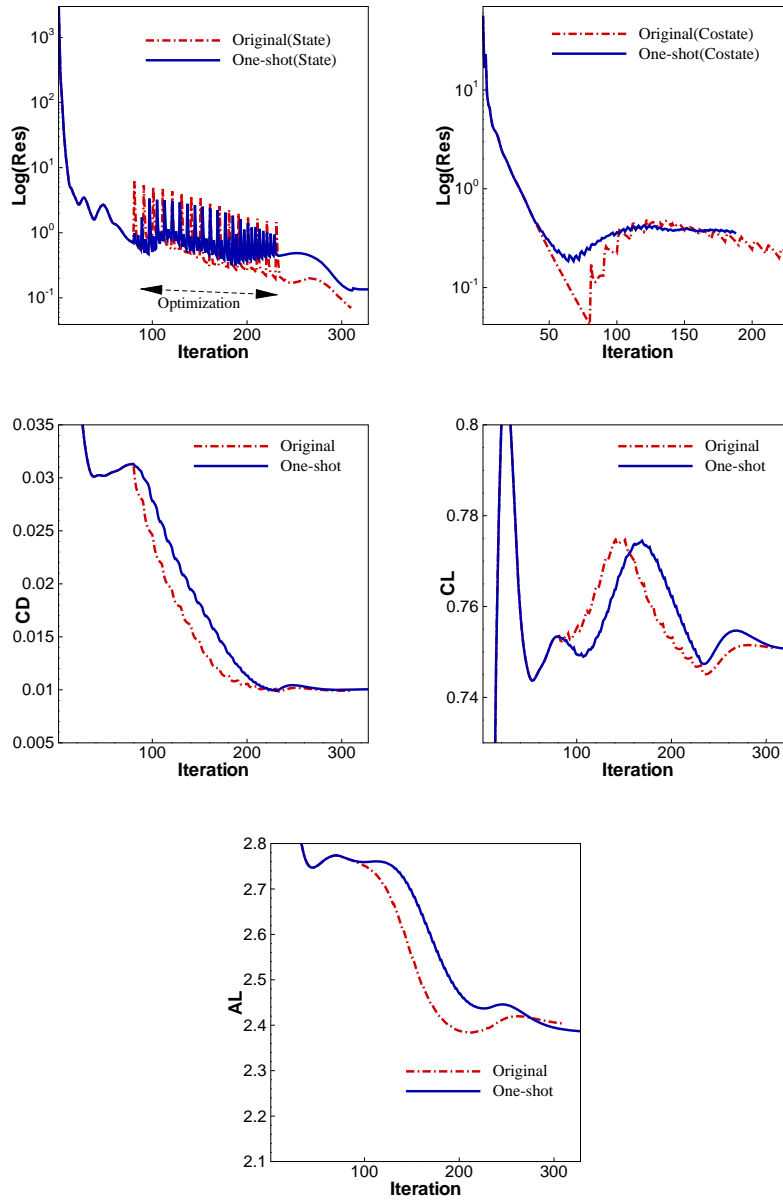 Log(Res)
10³
10²
10¹
10⁰
10⁻¹
Original(State)
One-shot(State)
Optimization
100
200
300
Iteration
Log(Res)
10¹
10⁰
10⁻¹
Original(Costate)
One-shot(Costate)
50
100
150
200
Iteration
CD
0.035
0.03
0.025
0.02
0.015
0.01
0.005
Original
One-shot
100
200
300
Iteration
CL
0.8
0.78
0.76
0.74
Original
One-shot
100
200
300
Iteration
AL
2.8
2.7
2.6
2.5
2.4
2.3
2.2
2.1
Original
One-shot
100
200
300
Iteration